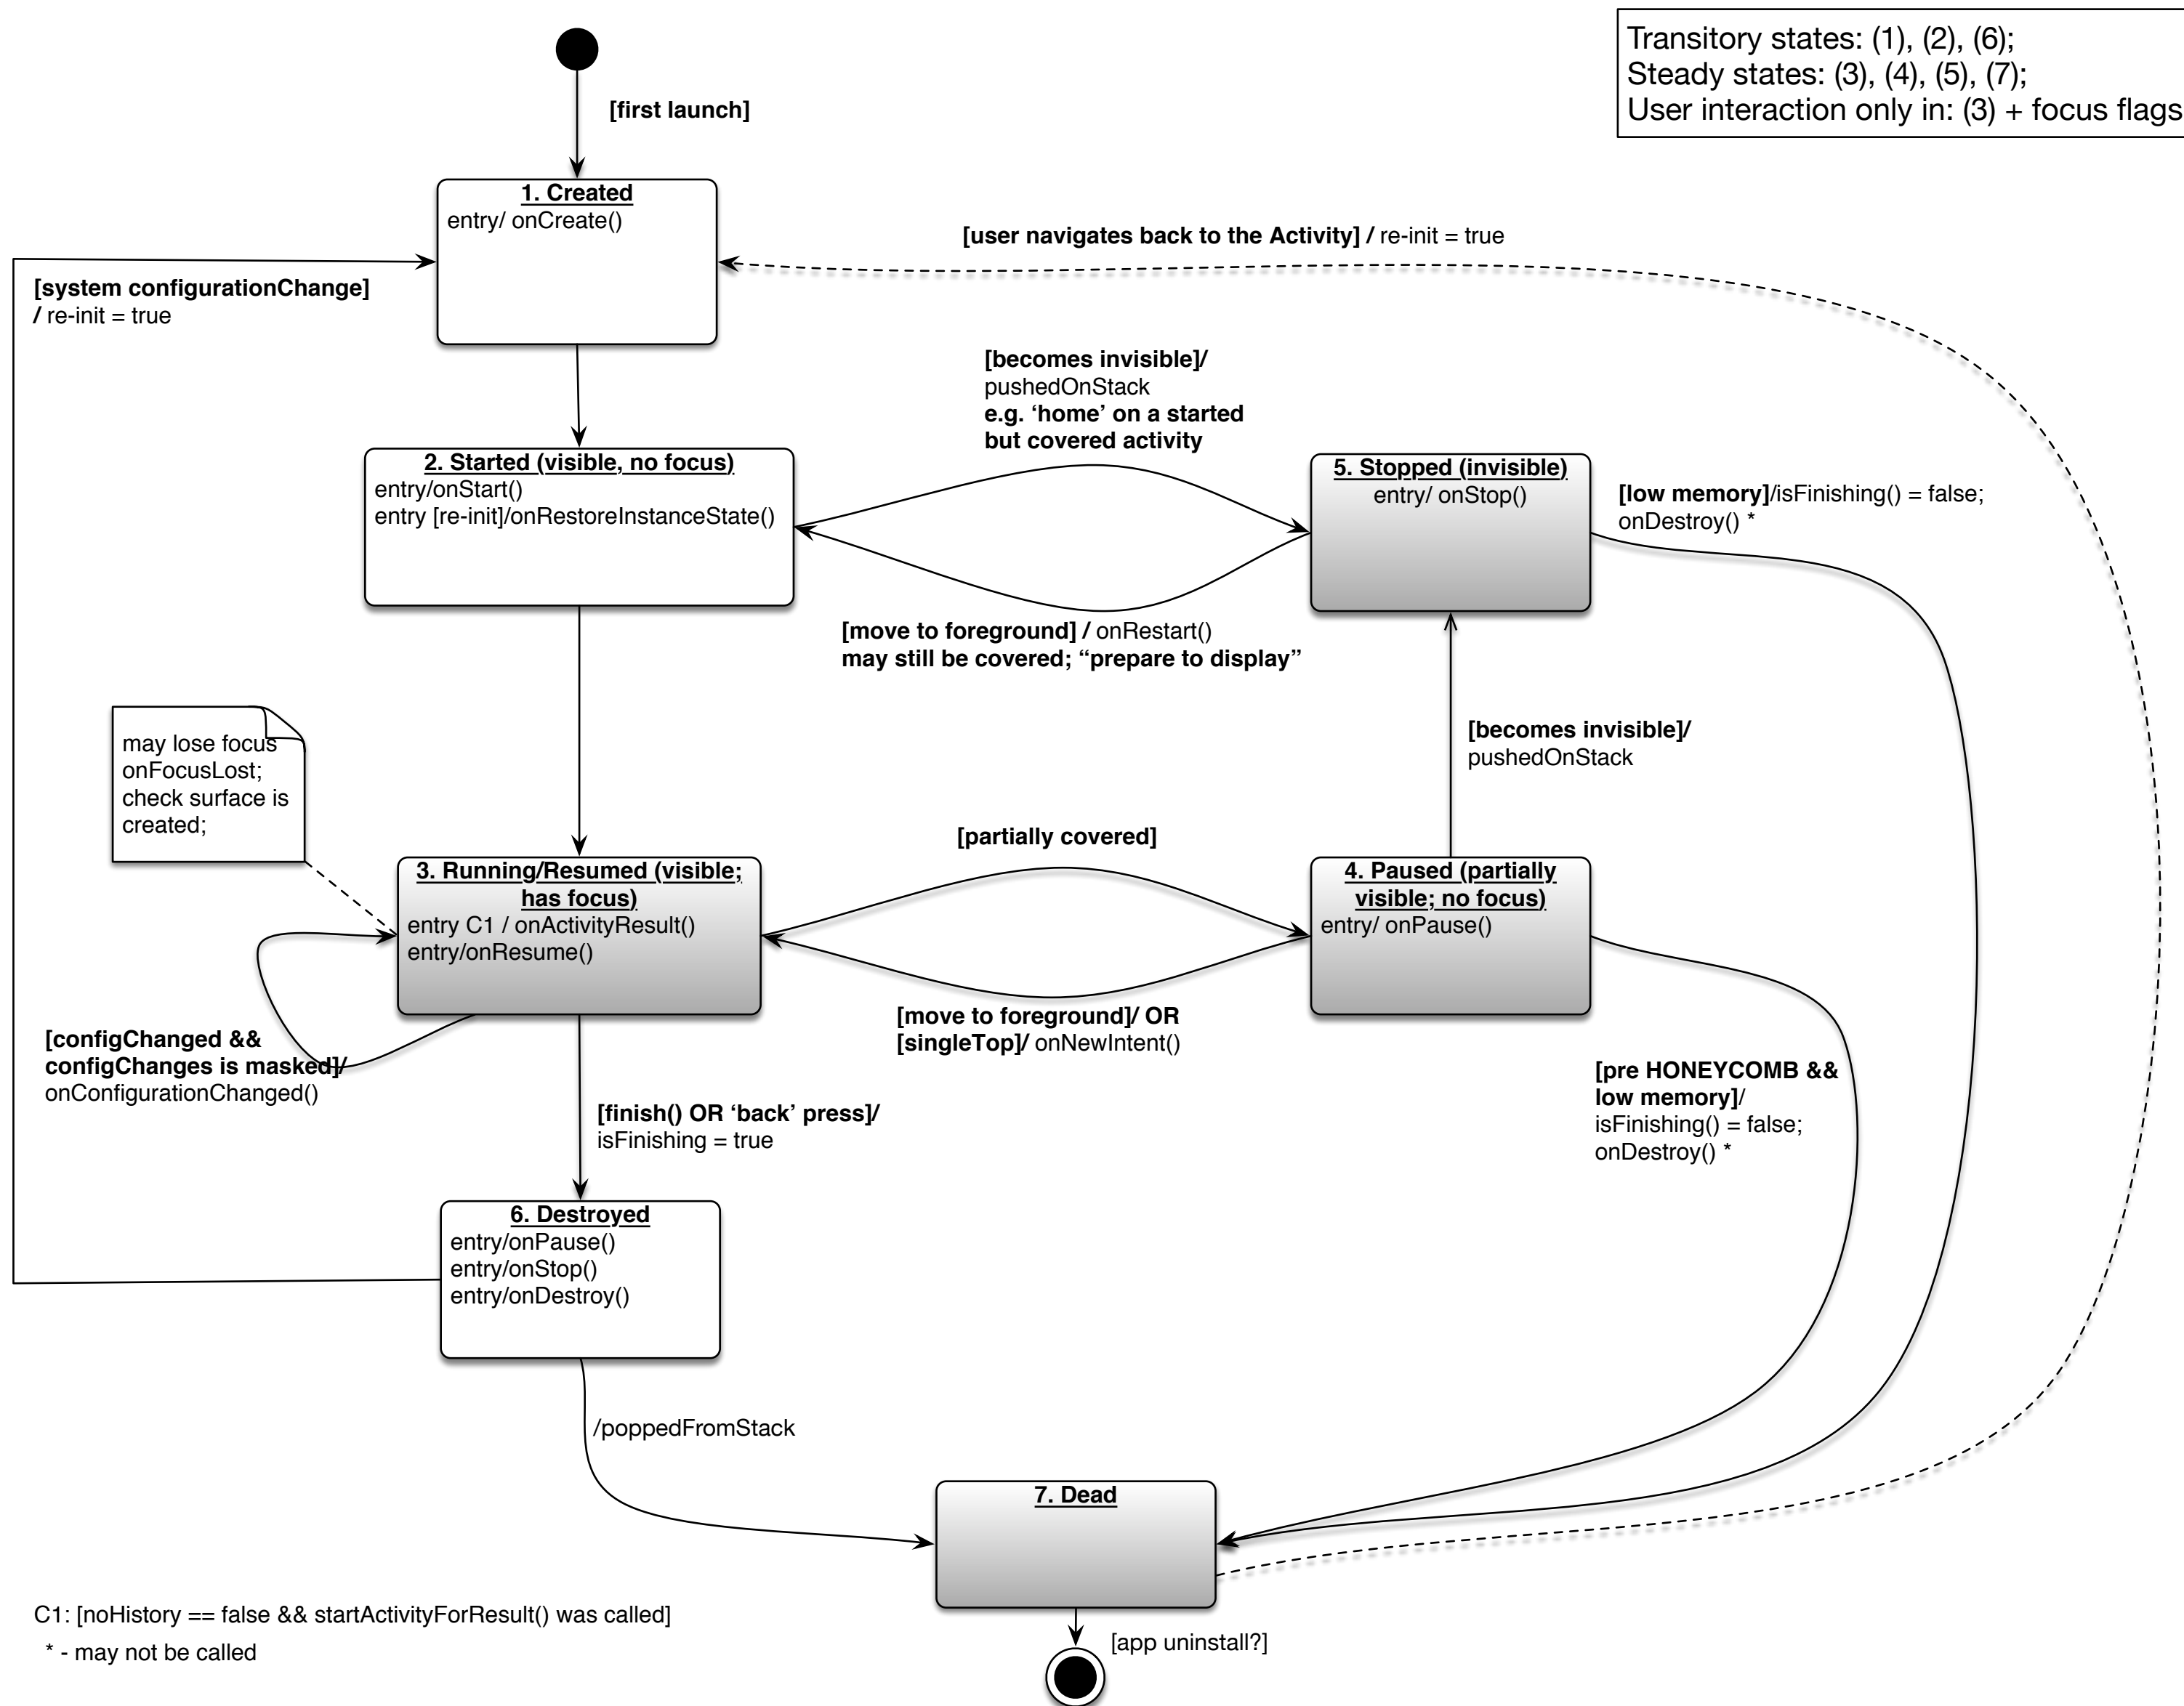 Transitory states: (1), (2), (6);
Steady states: (3), (4), (5), (7);
User interaction only in: (3) + focus flags
[first launch]
1. Created
entry/ onCreate()
[user navigates back to the Activity] / re-init = true
[system configurationChange]
/ re-init = true
[becomes invisible]/
pushedOnStack
e.g. ‘home’ on a started
but covered activity
2. Started (visible, no focus)
entry/onStart()
entry [re-init]/onRestoreInstanceState()
5. Stopped (invisible)
entry/ onStop()
[low memory]/isFinishing() = false;
onDestroy() *
[move to foreground] / onRestart()
may still be covered; “prepare to display”
may lose focus
onFocusLost;
check surface is
created;
[becomes invisible]/
pushedOnStack
[partially covered]
3. Running/Resumed (visible;
has focus)
entry C1 / onActivityResult()
entry/onResume()
4. Paused (partially
visible; no focus)
entry/ onPause()
[move to foreground]/ OR
[singleTop]/ onNewIntent()
[configChanged &&
configChanges is masked]/
onConfigurationChanged()
[pre HONEYCOMB &&
low memory]/
isFinishing() = false;
onDestroy() *
[finish() OR ‘back’ press]/
isFinishing = true
6. Destroyed
entry/onPause()
entry/onStop()
entry/onDestroy()
/poppedFromStack
7. Dead
[app uninstall?]
C1: [noHistory == false && startActivityForResult() was called]
* - may not be called